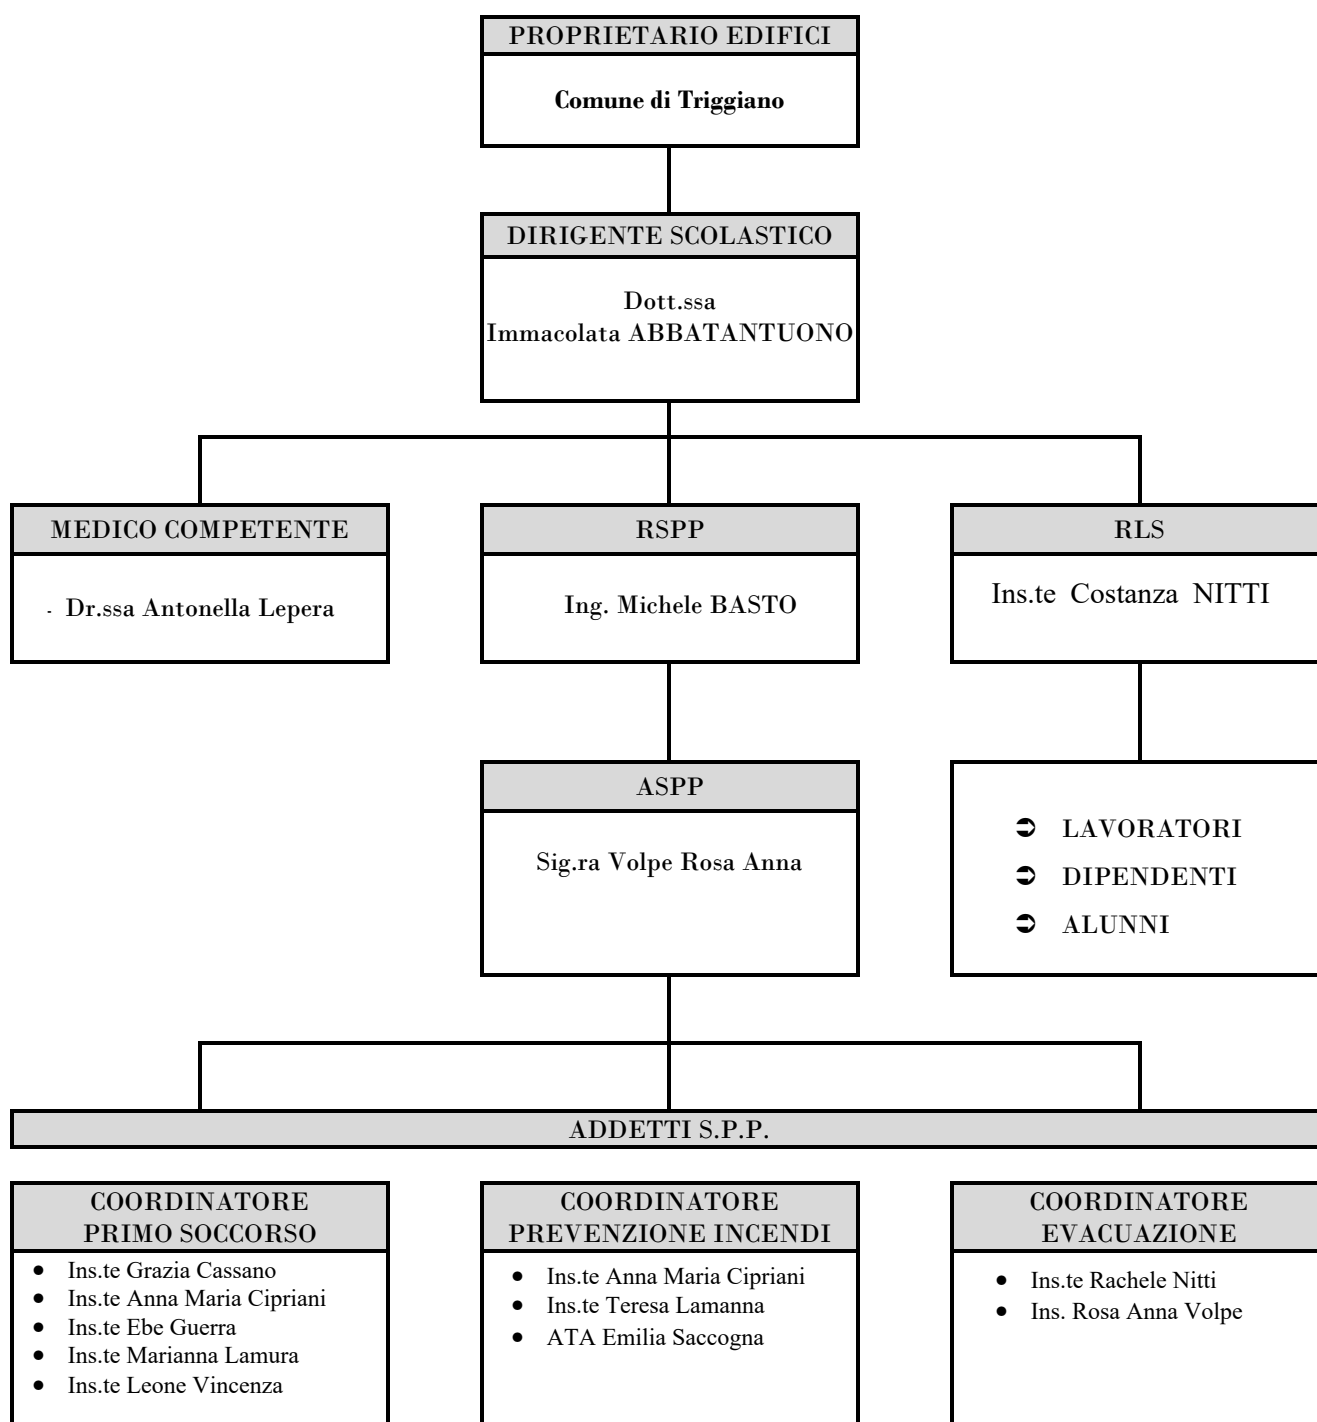 PROPRIETARIO EDIFICI
Comune di Triggiano
DIRIGENTE SCOLASTICO
Dott.ssa
Immacolata ABBATANTUONO
MEDICO COMPETENTE
- Dr.ssa Antonella Lepera
RSPP
Ing. Michele BASTO
RLS
Ins.te Costanza NITTI
ASPP
Sig.ra Volpe Rosa Anna
➲ LAVORATORI
➲ DIPENDENTI
➲ ALUNNI
ADDETTI S.P.P.
COORDINATORE
PRIMO SOCCORSO
• Ins.te Grazia Cassano
• Ins.te Anna Maria Cipriani
• Ins.te Ebe Guerra
• Ins.te Marianna Lamura
• Ins.te Leone Vincenza
COORDINATORE
PREVENZIONE INCENDI
• Ins.te Anna Maria Cipriani
• Ins.te Teresa Lamanna
• ATA Emilia Saccogna
COORDINATORE
EVACUAZIONE
• Ins.te Rachele Nitti
• Ins. Rosa Anna Volpe